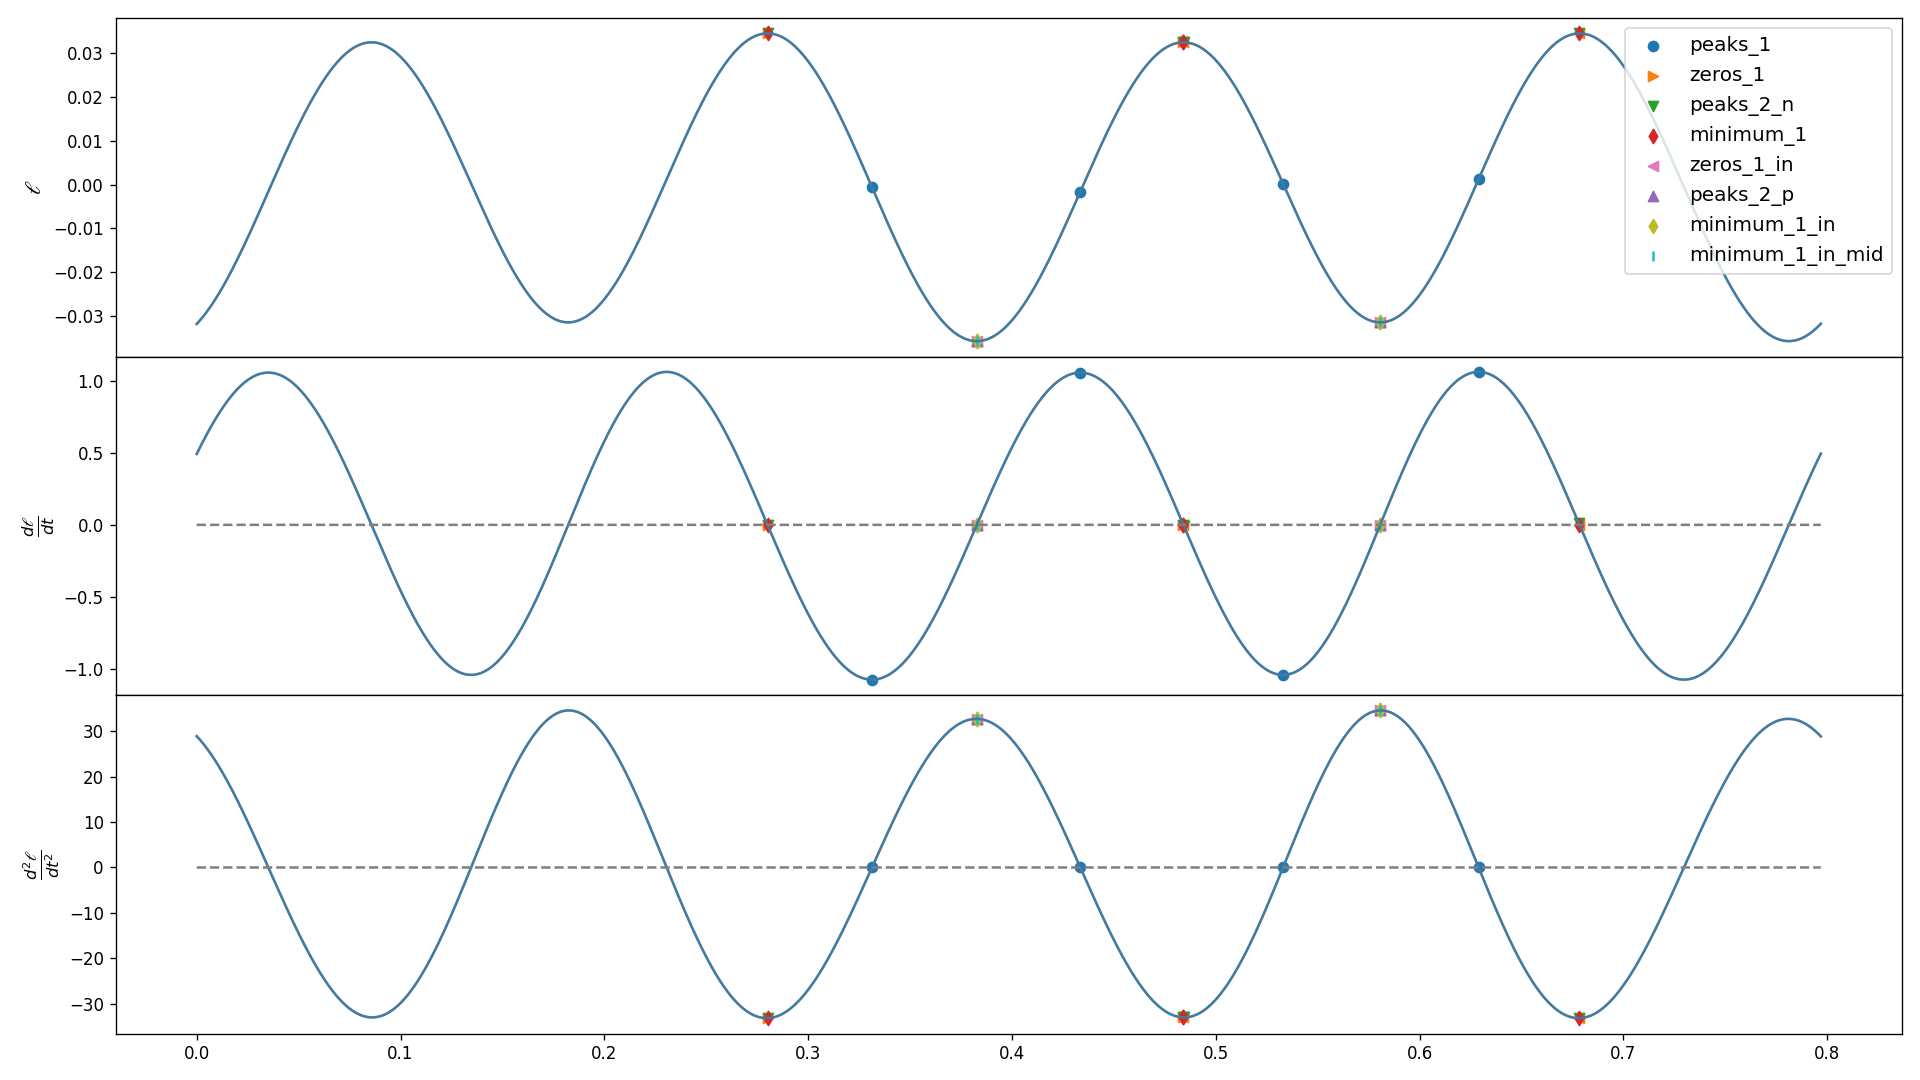 ℓ
0.03
0.02
0.01
0.00
−0.01
−0.02
−0.03
peaks_1
zeros_1
peaks_2_n
minimum_1
zeros_1_in
peaks_2_p
minimum_1_in
minimum_1_in_mid
dℓ
dt
1.0
0.5
0.0
−0.5
−1.0
d²ℓ
dt²
30
20
10
0
−10
−20
−30
0.0 0.1 0.2 0.3 0.4 0.5 0.6 0.7 0.8